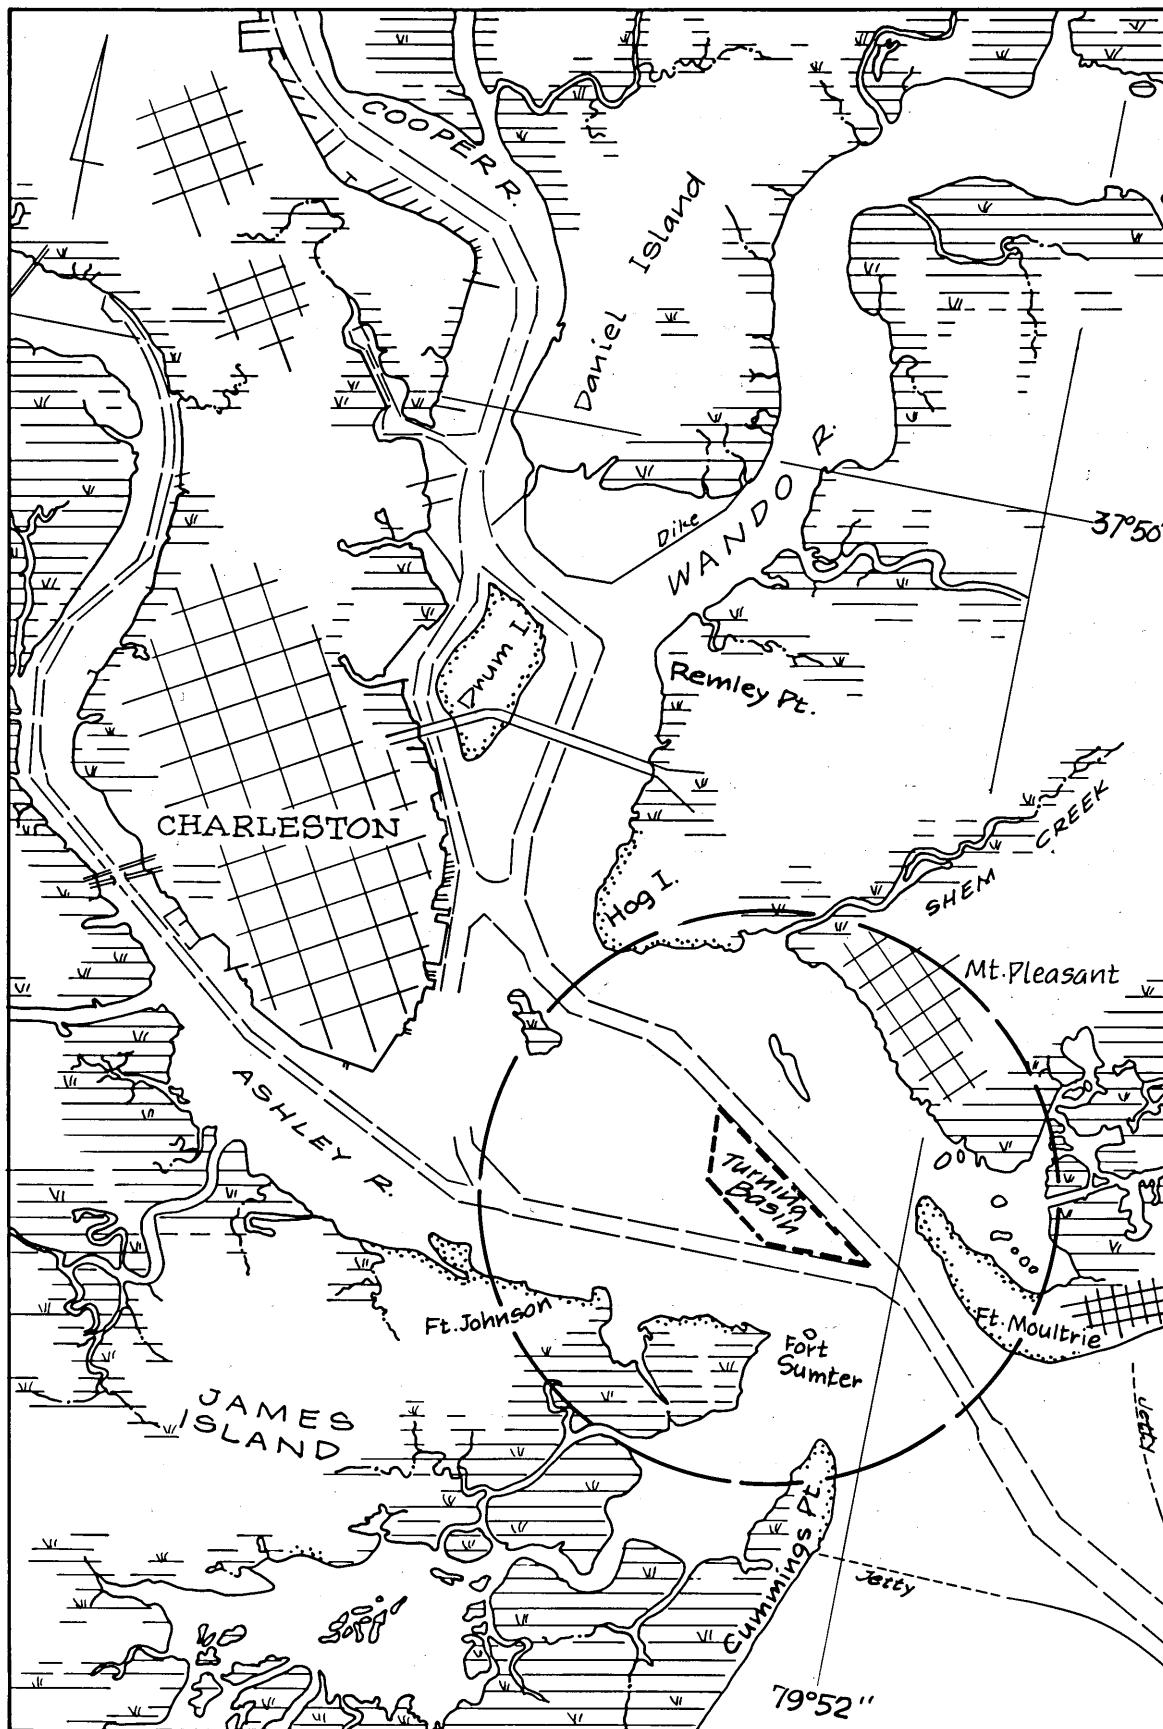 COOPER R.
Daniel Island
WANDO R.
Dike
37°50'
Drum I.
Remley Pt.
CHARLESTON
SHEM CREEK
Hog I.
Mt. Pleasant
ASHLEY R.
Turning
Basin
Ft. Johnson
Fort
Sumter
Ft. Moultrie
Jetty
JAMES
ISLAND
Cummings Pt.
Jetty
79°52"